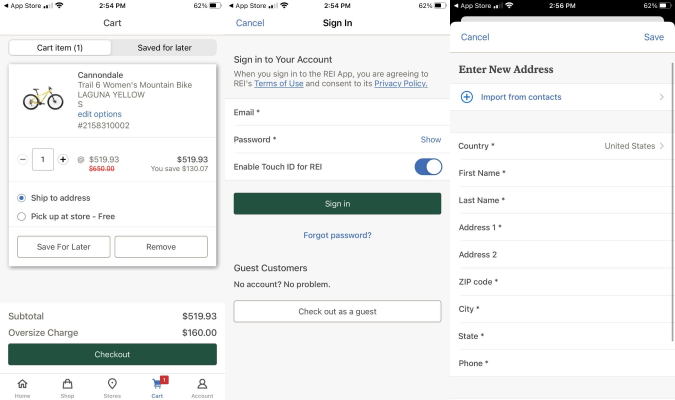 App Store
2:54 PM
62%
Cart
Cart item (1)
Saved for later
Cannondale
Trail 6 Women's Mountain Bike
LAGUNA YELLOW
S
edit options
#2158310002
− 1 + @ $519.93 $519.93
$650.00 You save $130.07
Ship to address
Pick up at store - Free
Save For Later
Remove
Subtotal $519.93
Oversize Charge $160.00
Checkout
1
Home
Shop
Stores
Cart
Account
App Store
2:54 PM
62%
Cancel
Sign In
Sign in to Your Account
When you sign in to the REI App, you are agreeing to
REI's Terms of Use and consent to its Privacy Policy.
Email *
Password * Show
Enable Touch ID for REI
Sign in
Forgot password?
Guest Customers
No account? No problem.
Check out as a guest
App Store
2:56 PM
62%
Cancel
Save
Enter New Address
Import from contacts
Country * United States
First Name *
Last Name *
Address 1 *
Address 2
ZIP code *
City *
State *
Phone *